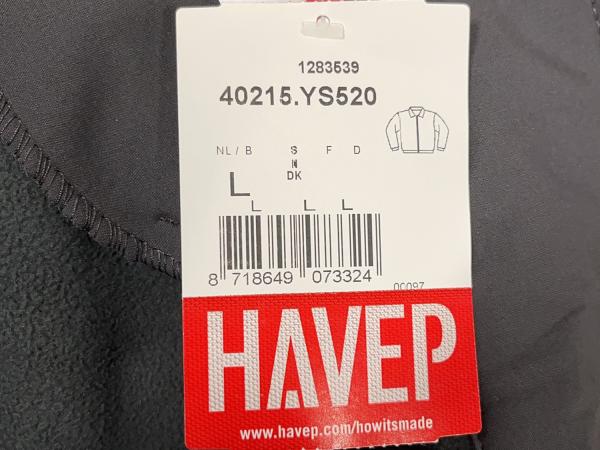 1283539
40215.YS520
NL / B S F D
N
DK
L
L L L
8 718649 073324
00097
HAVEP
www.havep.com/howitsmade